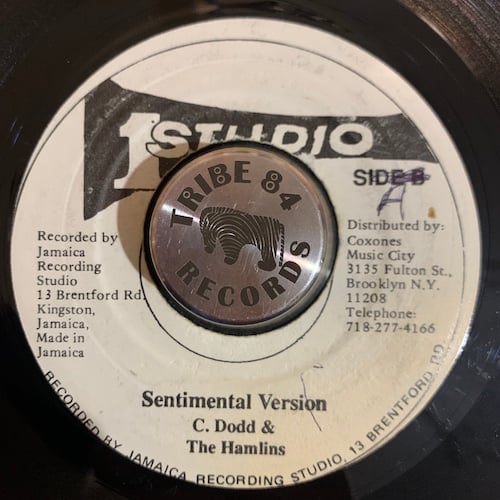 1 STUDIO
SIDE B
A
TRIBE 84
RECORDS
Recorded by
Jamaica
Recording
Studio
13 Brentford Rd.
Kingston,
Jamaica,
Made in
Jamaica
Distributed by:
Coxones
Music City
3135 Fulton St.,
Brooklyn N.Y.
11208
Telephone:
718-277-4166
Sentimental Version
C. Dodd &
The Hamlins
RECORDED BY JAMAICA RECORDING STUDIO, 13 BRENTFORD RD